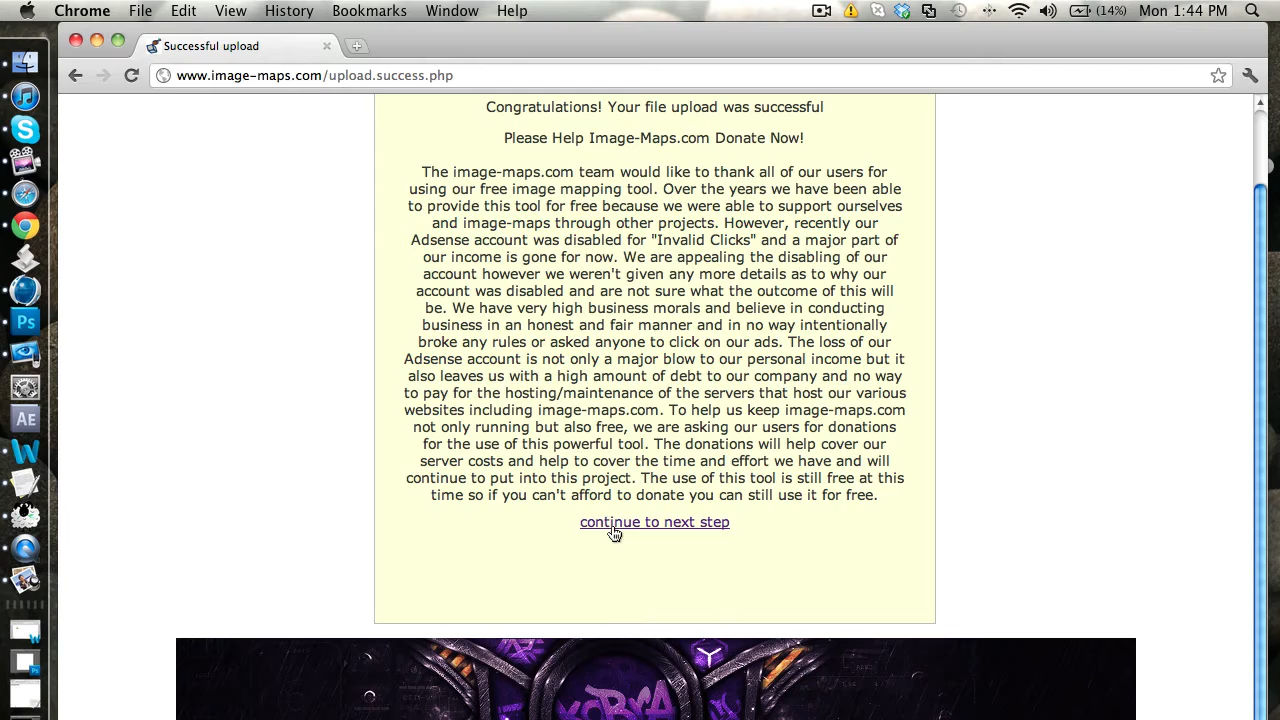 Chrome File Edit View History Bookmarks Window Help (14%) Mon 1:44 PM
Successful upload
www.image-maps.com/upload.success.php
Congratulations! Your file upload was successful
Please Help Image-Maps.com Donate Now!
The image-maps.com team would like to thank all of our users for
using our free image mapping tool. Over the years we have been able
to provide this tool for free because we were able to support ourselves
and image-maps through other projects. However, recently our
Adsense account was disabled for "Invalid Clicks" and a major part of
our income is gone for now. We are appealing the disabling of our
account however we weren't given any more details as to why our
account was disabled and are not sure what the outcome of this will
be. We have very high business morals and believe in conducting
business in an honest and fair manner and in no way intentionally
broke any rules or asked anyone to click on our ads. The loss of our
Adsense account is not only a major blow to our personal income but it
also leaves us with a high amount of debt to our company and no way
to pay for the hosting/maintenance of the servers that host our various
websites including image-maps.com. To help us keep image-maps.com
not only running but also free, we are asking our users for donations
for the use of this powerful tool. The donations will help cover our
server costs and help to cover the time and effort we have and will
continue to put into this project. The use of this tool is still free at this
time so if you can't afford to donate you can still use it for free.
continue to next step
Ps
AE